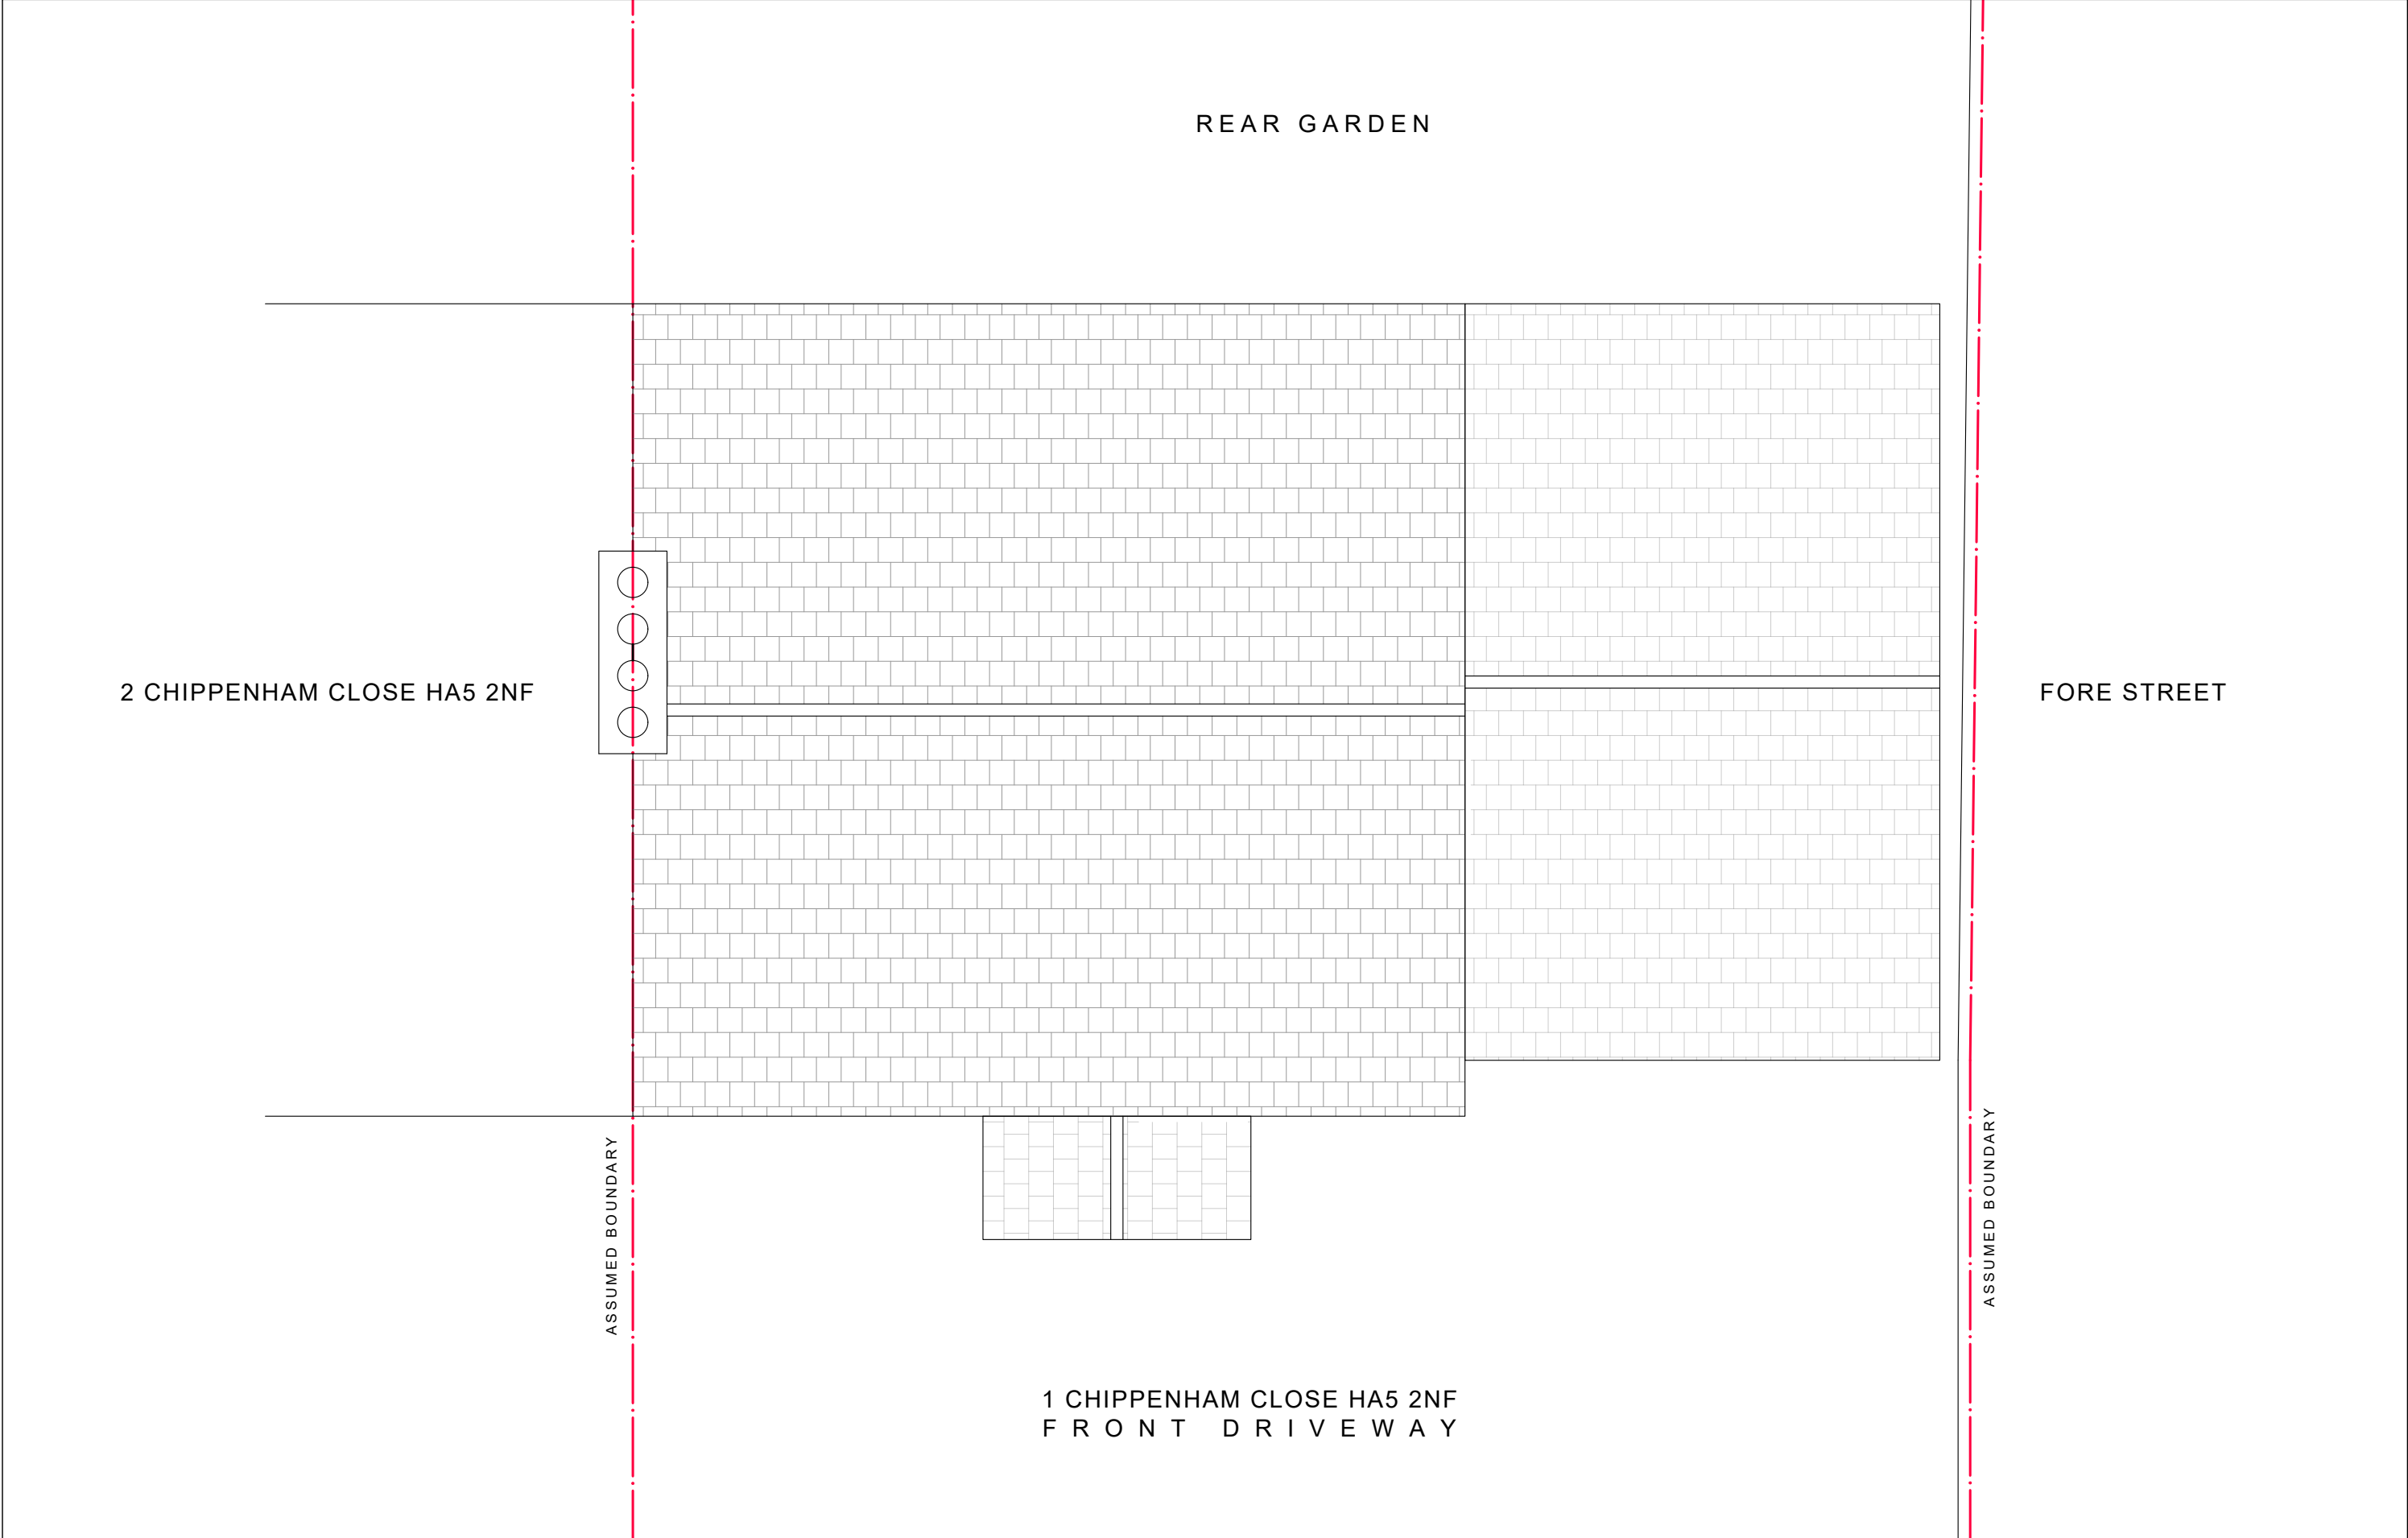 REAR GARDEN
2 CHIPPENHAM CLOSE HA5 2NF
FORE STREET
ASSUMED BOUNDARY
ASSUMED BOUNDARY
1 CHIPPENHAM CLOSE HA5 2NF
FRONT DRIVEWAY